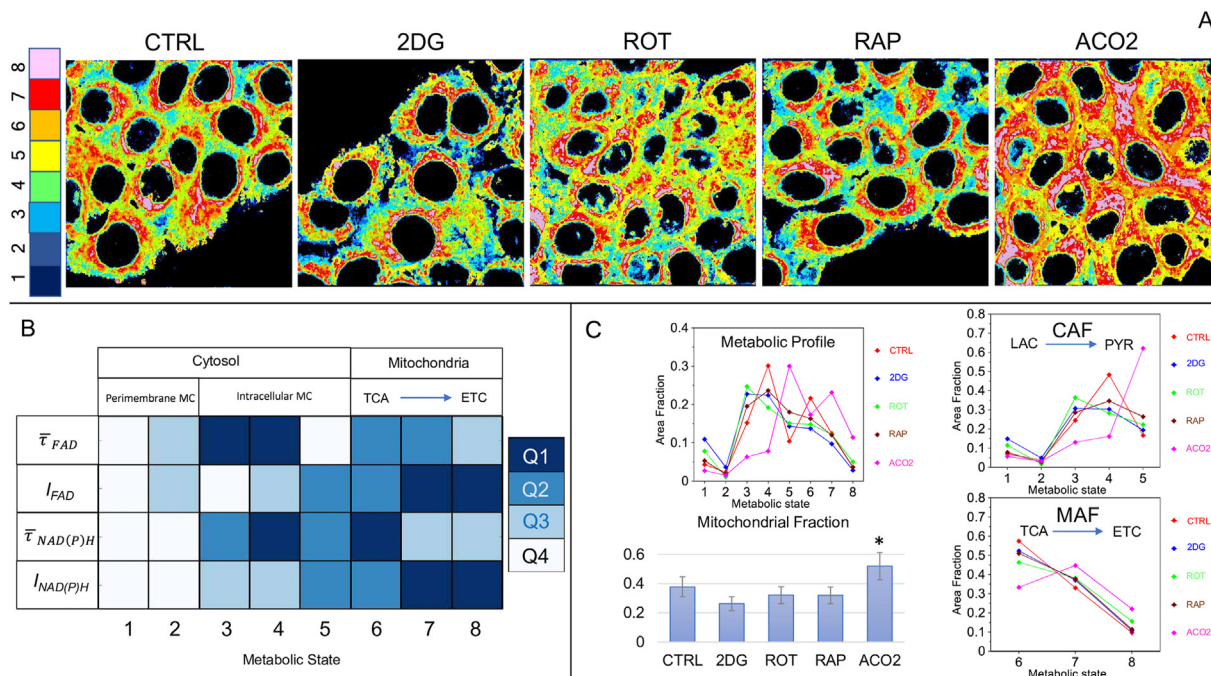 A
CTRL 2DG ROT RAP ACO2
8
7
6
5
4
3
2
1
B
Cytosol Mitochondria
Perimembrane MC Intracellular MC TCA ETC
τ̅ FAD
I FAD
τ̅ NAD(P)H
I NAD(P)H
1 2 3 4 5 6 7 8
Metabolic State
Q1
Q2
Q3
Q4
C
Metabolic Profile
Area Fraction
0.4
0.3
0.2
0.1
0
1 2 3 4 5 6 7 8
Metabolic state
CTRL
2DG
ROT
RAP
ACO2
Mitochondrial Fraction
*
0.6
0.4
0.2
0
CTRL 2DG ROT RAP ACO2
CAF
LAC PYR
Area Fraction
0.8
0.7
0.6
0.5
0.4
0.3
0.2
0.1
0
1 2 3 4 5
Metabolic state
CTRL
2DG
ROT
RAP
ACO2
MAF
TCA ETC
Area Fraction
0.8
0.7
0.6
0.5
0.4
0.3
0.2
0.1
0
6 7 8
Metabolic state
CTRL
2DG
ROT
RAP
ACO2